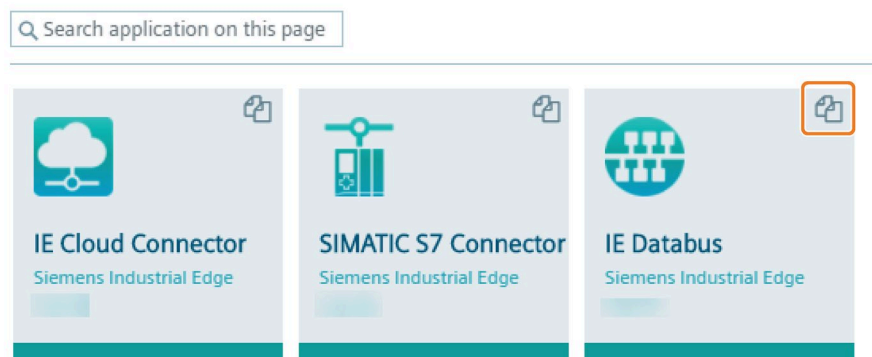 Search application on this page
IE Cloud Connector
Siemens Industrial Edge
SIMATIC S7 Connector
Siemens Industrial Edge
IE Databus
Siemens Industrial Edge